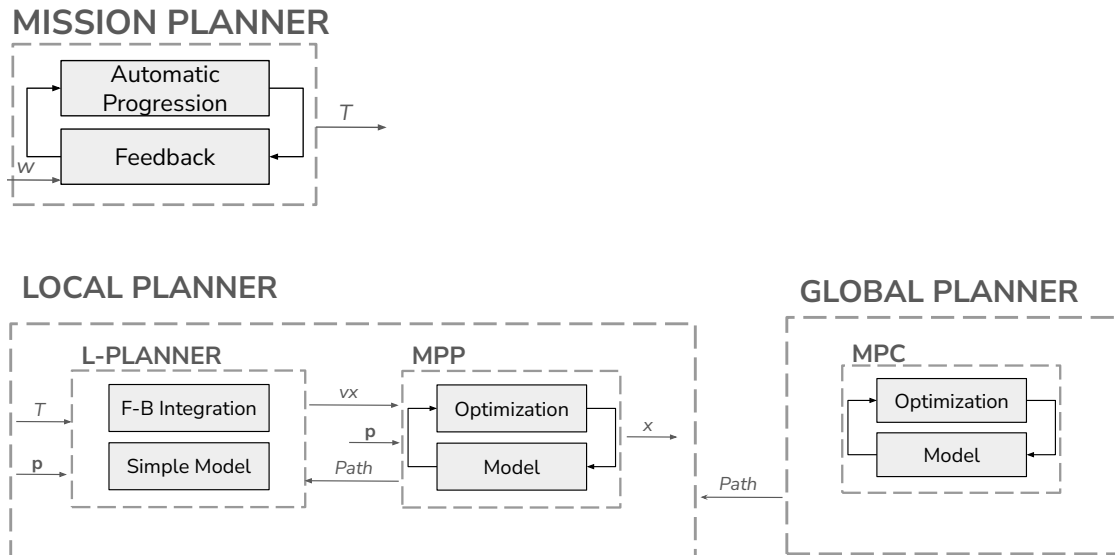 MISSION PLANNER
Automatic
Progression
T
Feedback
w
LOCAL PLANNER
GLOBAL PLANNER
L-PLANNER
MPP
MPC
vx
F-B Integration
Optimization
Optimization
T
p
x
p
Simple Model
Path
Model
Model
Path